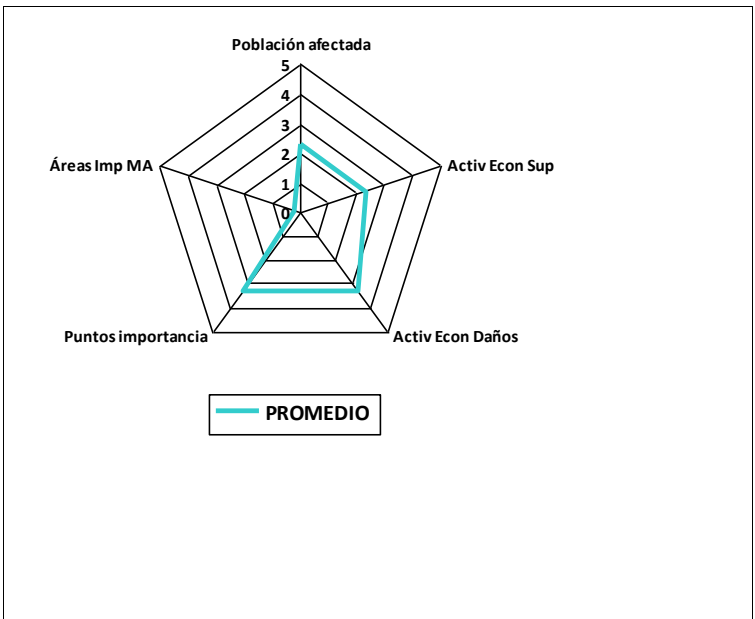 Población afectada
5
4
3
2
1
0
Áreas Imp MA
Activ Econ Sup
Puntos importancia
Activ Econ Daños
PROMEDIO